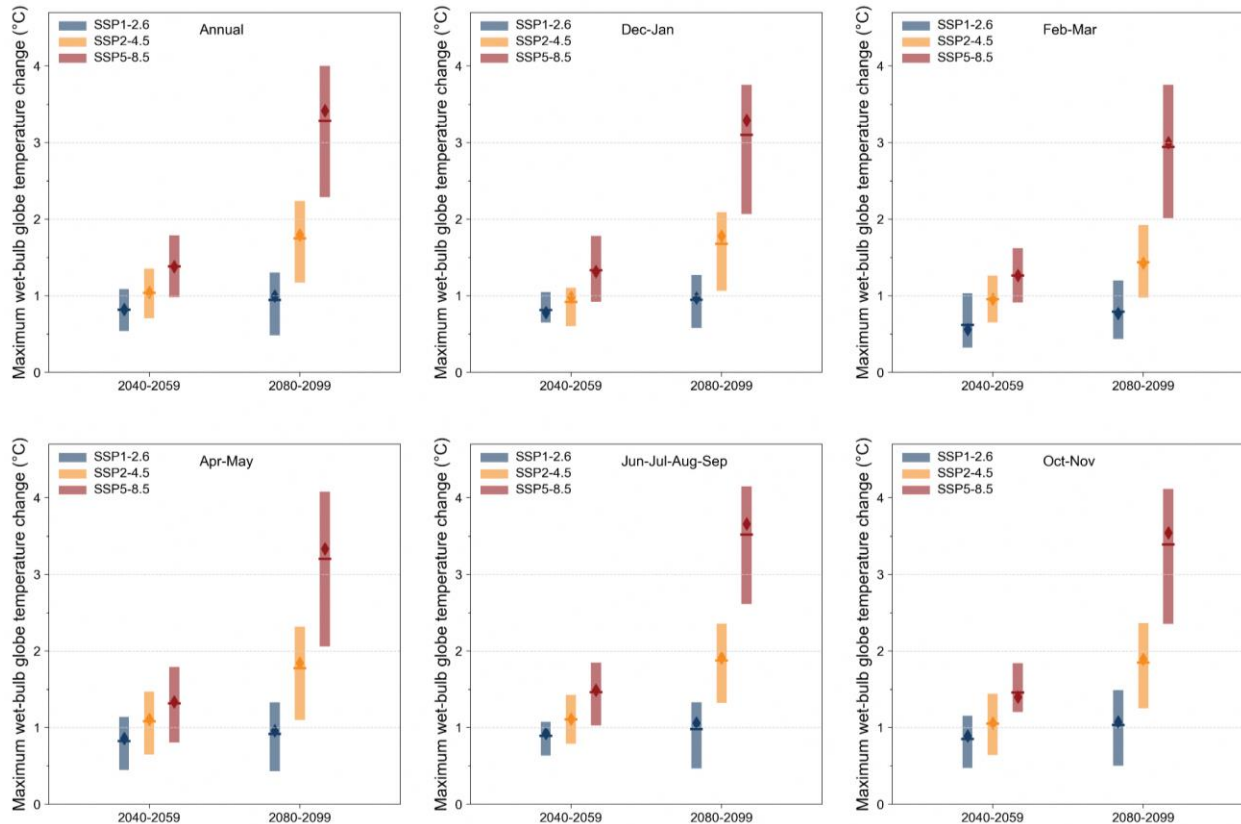 Maximum wet-bulb globe temperature change (°C)
Annual
SSP1-2.6
SSP2-4.5
SSP5-8.5
4
3
2
1
0
2040-2059
2080-2099
Maximum wet-bulb globe temperature change (°C)
Dec-Jan
SSP1-2.6
SSP2-4.5
SSP5-8.5
4
3
2
1
0
2040-2059
2080-2099
Maximum wet-bulb globe temperature change (°C)
Feb-Mar
SSP1-2.6
SSP2-4.5
SSP5-8.5
4
3
2
1
0
2040-2059
2080-2099
Maximum wet-bulb globe temperature change (°C)
Apr-May
SSP1-2.6
SSP2-4.5
SSP5-8.5
4
3
2
1
0
2040-2059
2080-2099
Maximum wet-bulb globe temperature change (°C)
Jun-Jul-Aug-Sep
SSP1-2.6
SSP2-4.5
SSP5-8.5
4
3
2
1
0
2040-2059
2080-2099
Maximum wet-bulb globe temperature change (°C)
Oct-Nov
SSP1-2.6
SSP2-4.5
SSP5-8.5
4
3
2
1
0
2040-2059
2080-2099